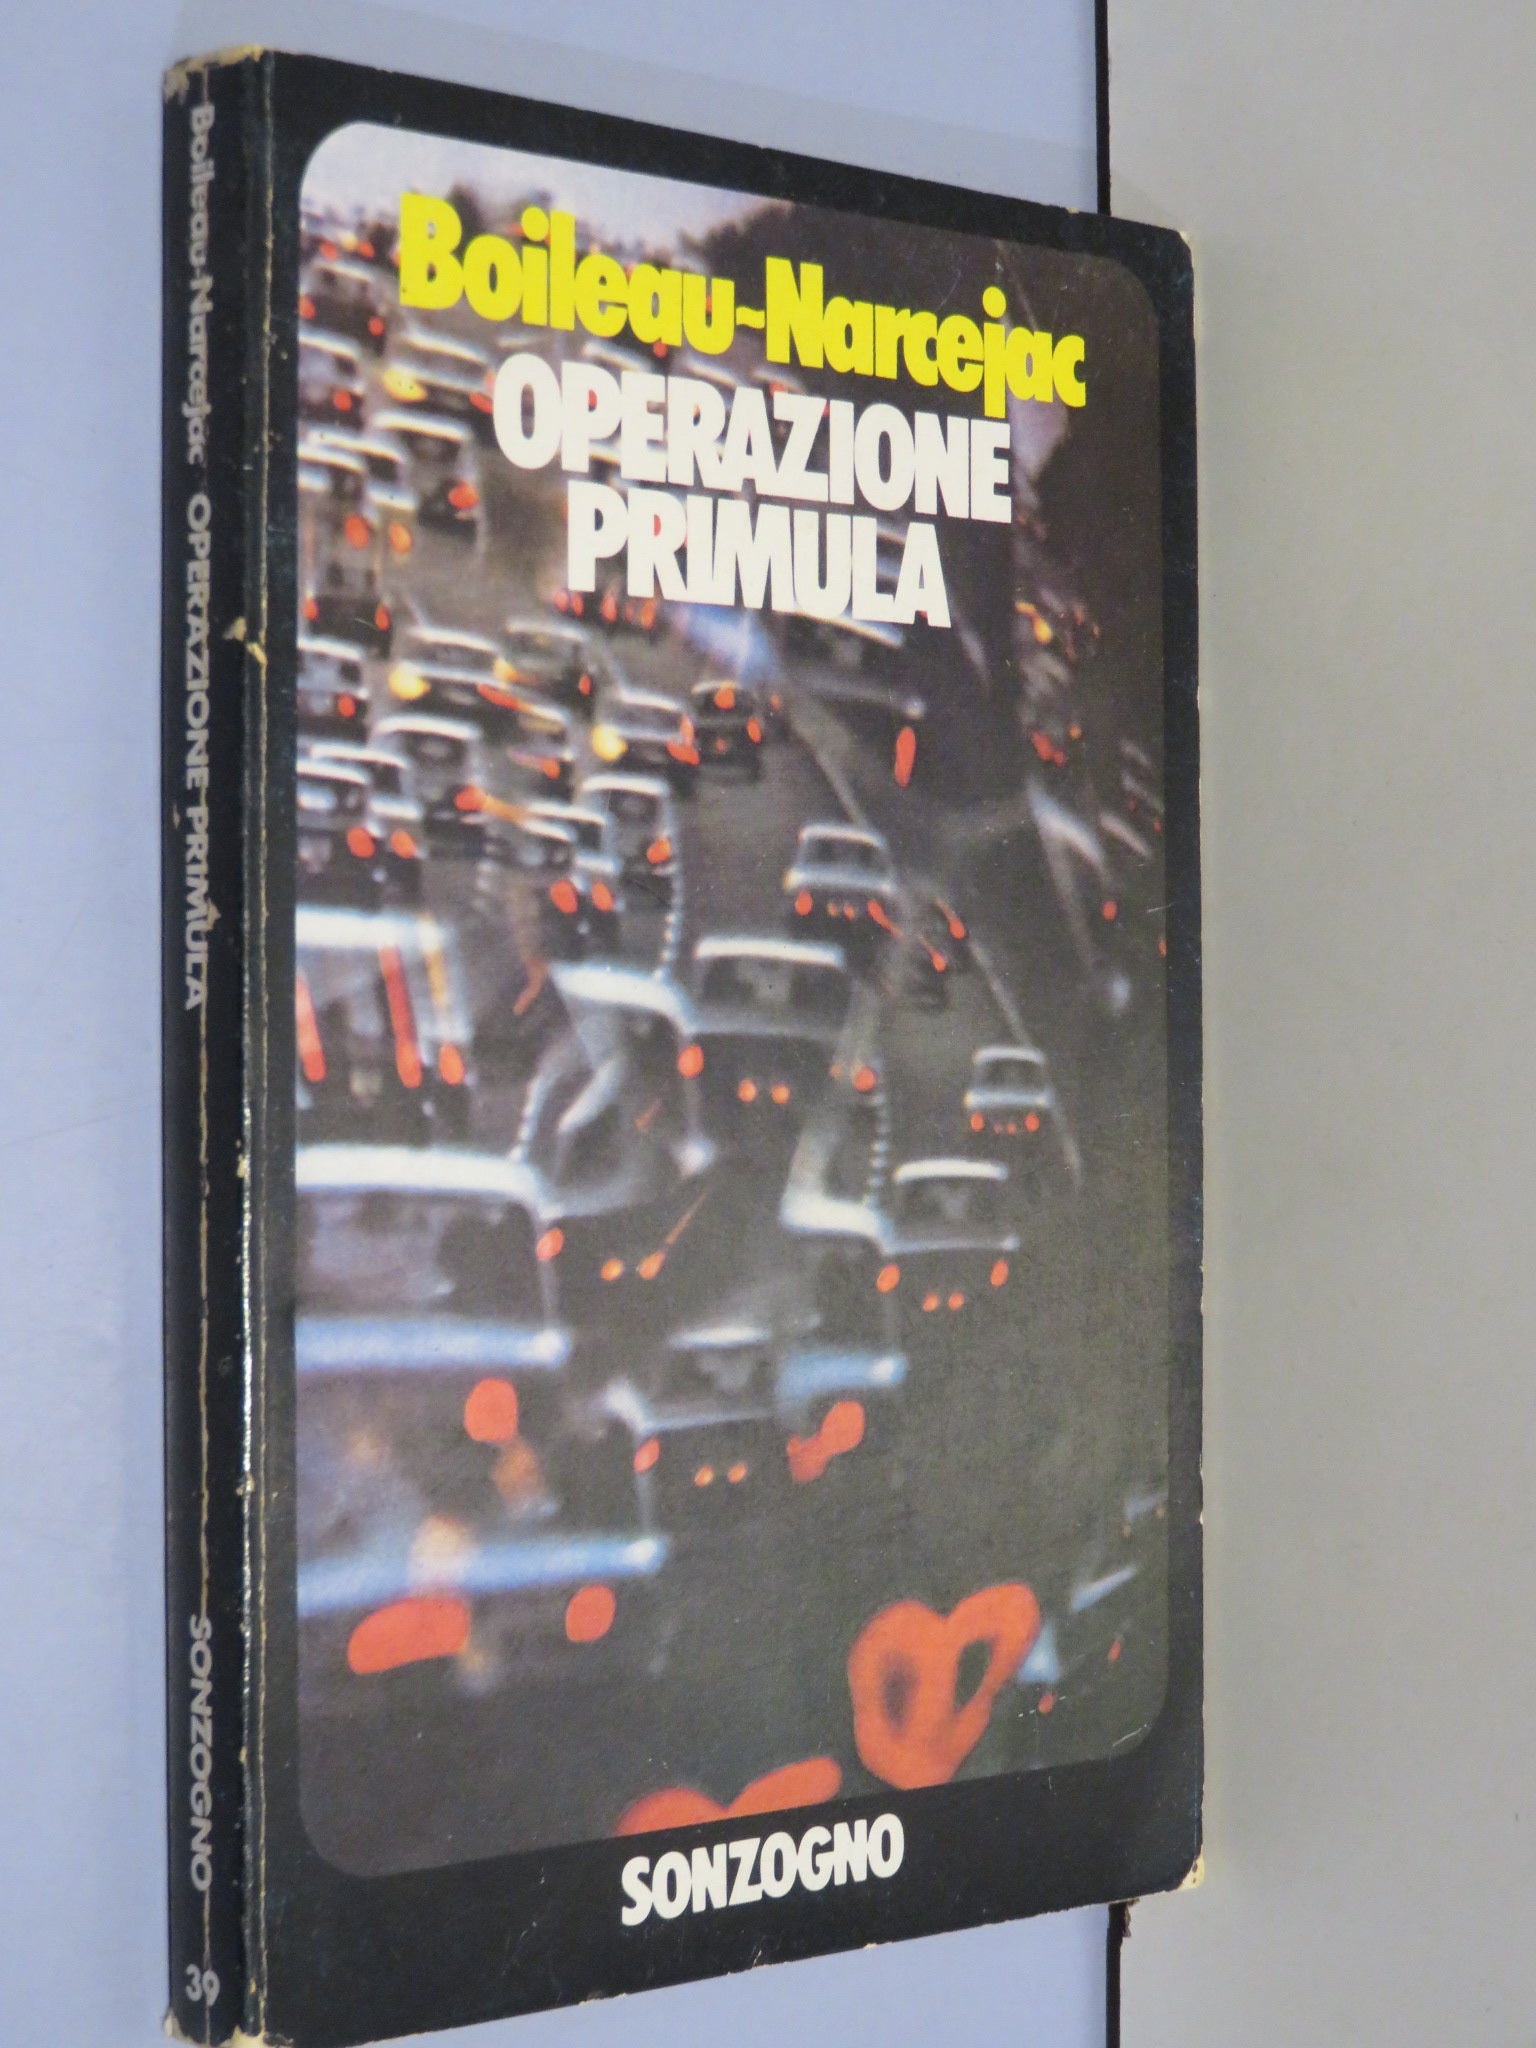 Boileau~Narcejac
OPERAZIONE
PRIMULA
SONZOGNO
Boileau-Narcejac OPERAZIONE PRIMULA SONZOGNO 39